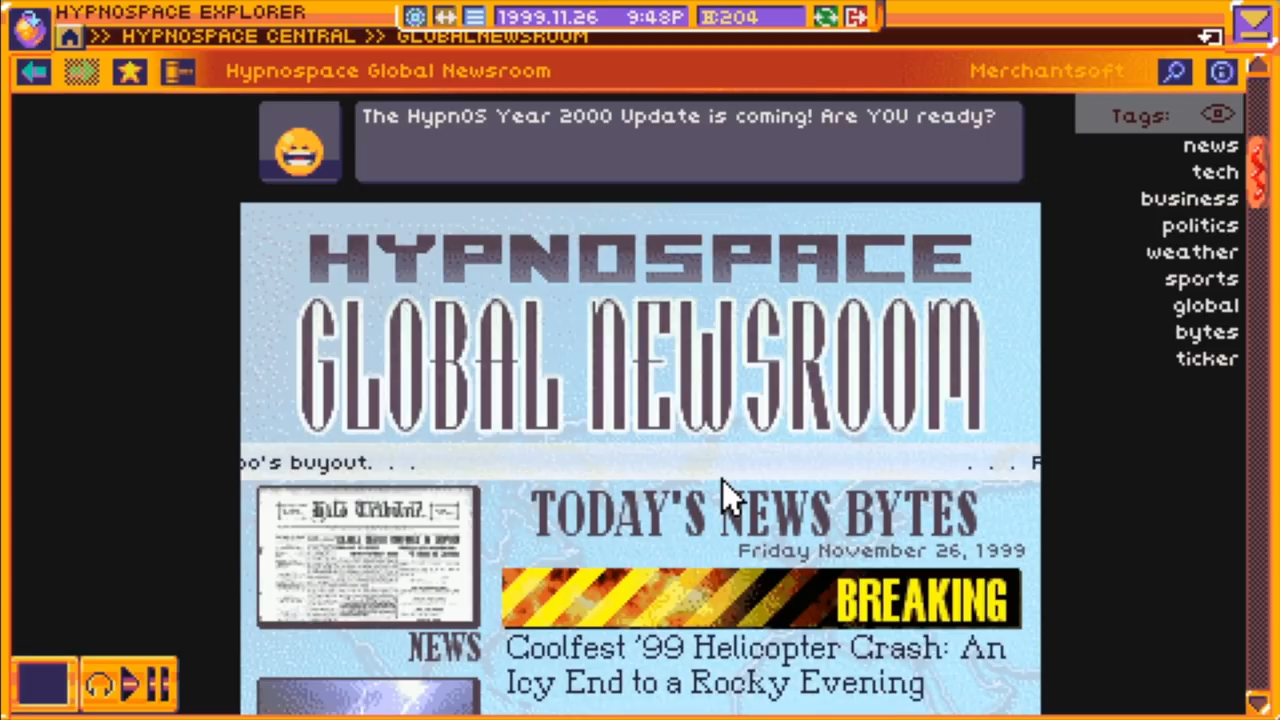 HYPNOSPACE EXPLORER
1999.11.26 9:48P 204
>> HYPNOSPACE CENTRAL >> GLOBALNEWSROOM
Hypnospace Global Newsroom
Merchantsoft
The HypnOS Year 2000 Update is coming! Are YOU ready?
Tags:
news
tech
business
politics
weather
sports
global
bytes
ticker
HYPNOSPACE
GLOBAL NEWSROOM
oo's buyout. . . . . . . F
TODAY'S NEWS BYTES
Friday November 26, 1999
BREAKING
NEWS
Coolfest '99 Helicopter Crash: An
Icy End to a Rocky Evening